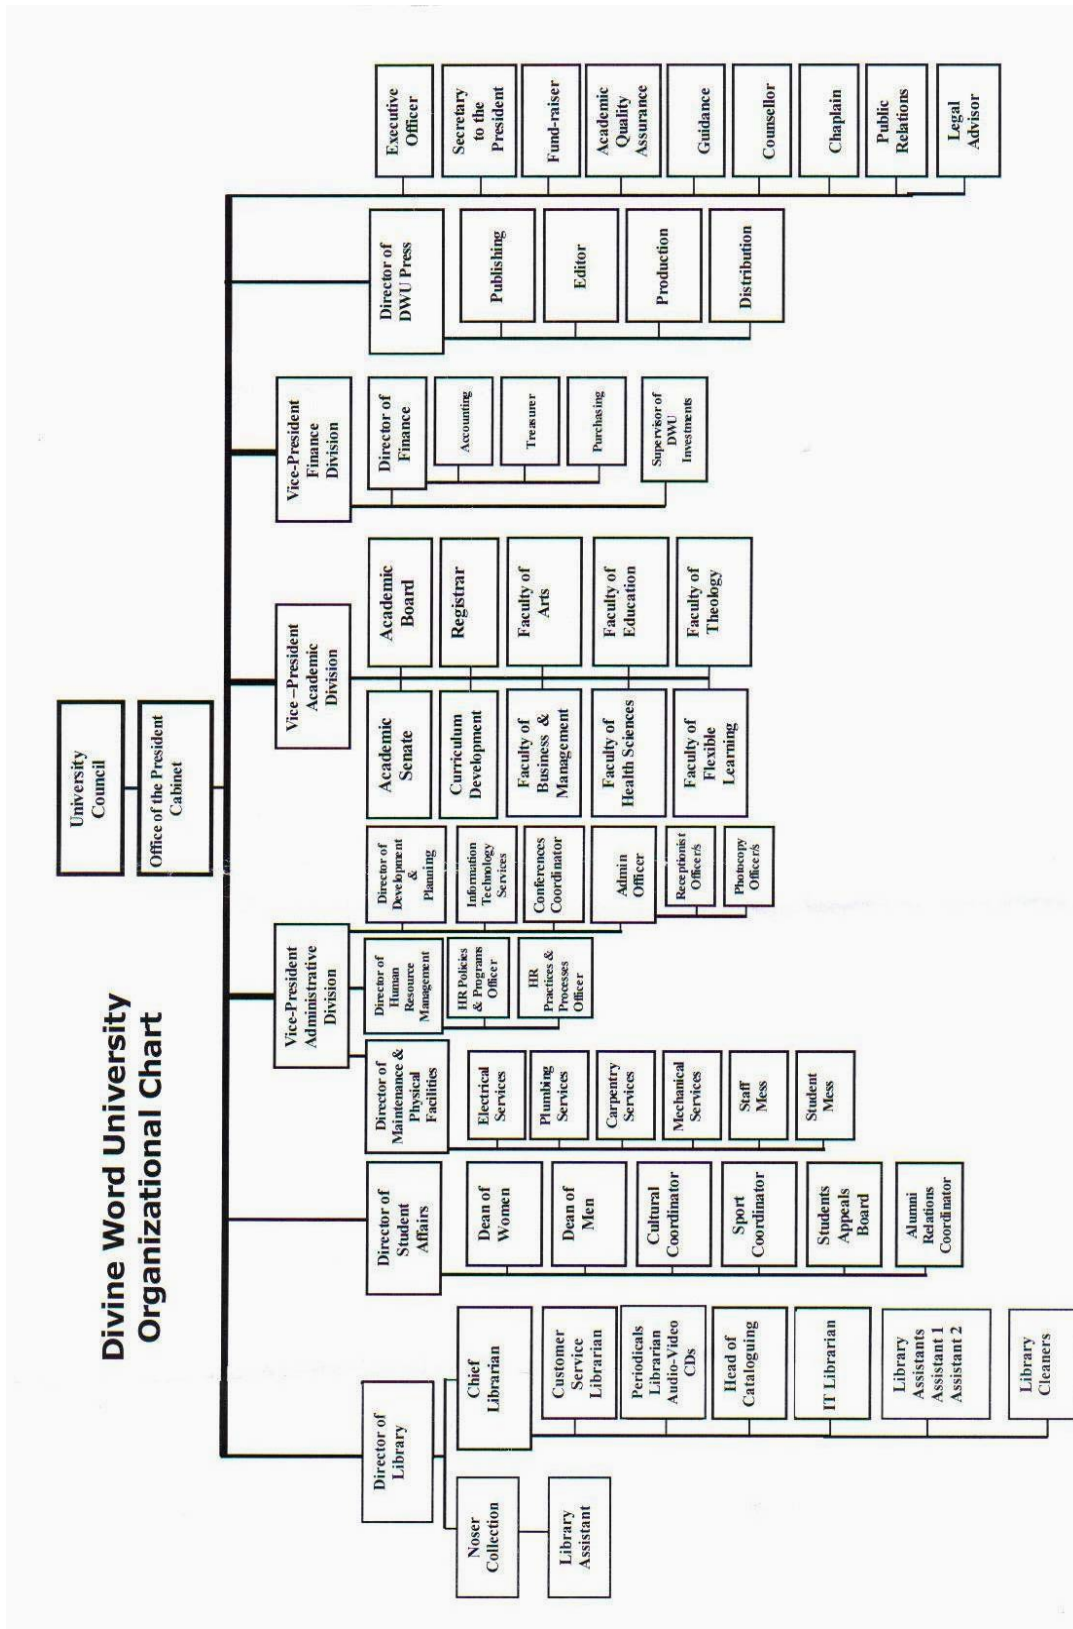 Divine Word University
Organizational Chart
University
Council
Office of the President
Cabinet
Director of
Library
Noser
Collection
Library
Assistant
Chief
Librarian
Customer
Service
Librarian
Periodicals
Librarian
Audio-Video
CDs
Head of
Cataloguing
IT Librarian
Library
Assistants
Assistant 1
Assistant 2
Library
Cleaners
Director of
Student
Affairs
Dean of
Women
Dean of
Men
Cultural
Coordinator
Sport
Coordinator
Students
Appeals
Board
Alumni
Relations
Coordinator
Vice-President
Administrative
Division
Director of
Maintenance &
Physical
Facilities
Electrical
Services
Plumbing
Services
Carpentry
Services
Mechanical
Services
Staff
Mess
Student
Mess
Director of
Human
Resource
Management
HR Policies
& Programs
Officer
HR
Practices &
Processes
Officer
Director of
Development
&
Planning
Information
Technology
Services
Conferences
Coordinator
Admin
Officer
Receptionist
Officer/s
Photocopy
Officer/s
Vice –President
Academic
Division
Academic
Senate
Academic
Board
Curriculum
Development
Registrar
Faculty of
Business &
Management
Faculty of
Arts
Faculty of
Health Sciences
Faculty of
Education
Faculty of
Flexible
Learning
Faculty of
Theology
Vice-President
Finance
Division
Director of
Finance
Accounting
Treasurer
Purchasing
Supervisor of
DWU
Investments
Director of
DWU Press
Publishing
Editor
Production
Distribution
Executive
Officer
Secretary
to the
President
Fund-raiser
Academic
Quality
Assurance
Guidance
Counsellor
Chaplain
Public
Relations
Legal
Advisor